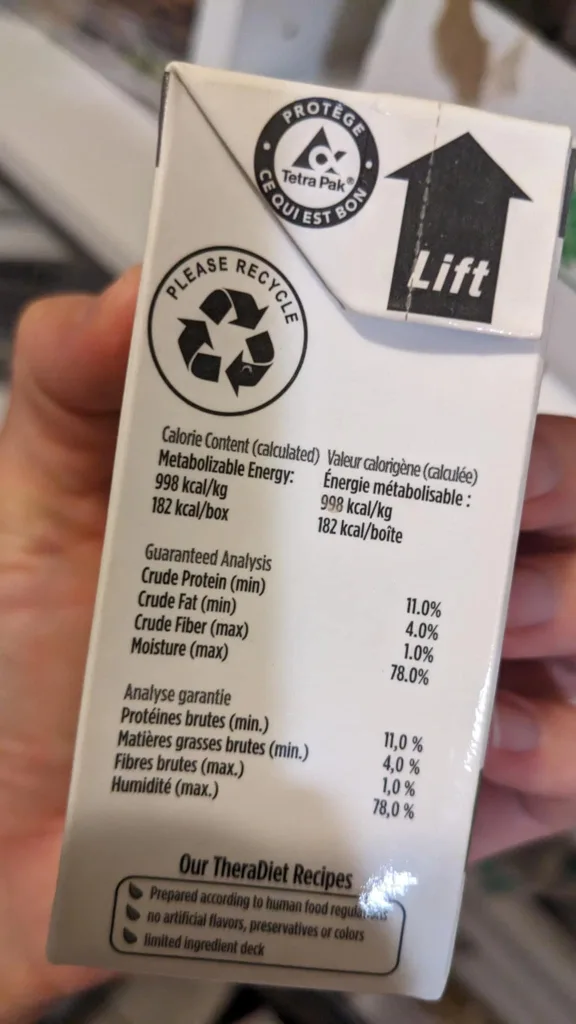 PROTÈGE
Tetra Pak®
CE QUI EST BON
Lift
PLEASE RECYCLE
Calorie Content (calculated)
Metabolizable Energy:
998 kcal/kg
182 kcal/box
Valeur calorigène (calculée)
Énergie métabolisable :
998 kcal/kg
182 kcal/boîte
Guaranteed Analysis
Crude Protein (min) 11.0%
Crude Fat (min) 4.0%
Crude Fiber (max) 1.0%
Moisture (max) 78.0%
Analyse garantie
Protéines brutes (min.) 11,0 %
Matières grasses brutes (min.) 4,0 %
Fibres brutes (max.) 1,0 %
Humidité (max.) 78,0 %
Our TheraDiet Recipes
Prepared according to human food regulations
no artificial flavors, preservatives or colors
limited ingredient deck